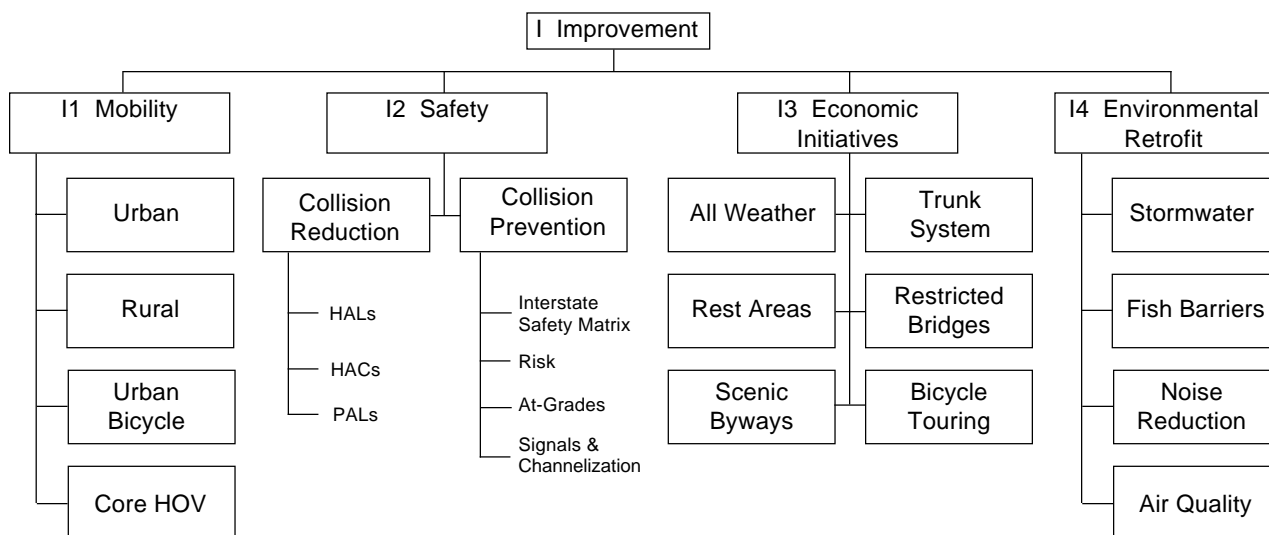 I Improvement
I1 Mobility
Urban
Rural
Urban
Bicycle
Core HOV
I2 Safety
Collision
Reduction
HALs
HACs
PALs
Collision
Prevention
Interstate
Safety Matrix
Risk
At-Grades
Signals &
Channelization
I3 Economic
Initiatives
All Weather
Trunk
System
Rest Areas
Restricted
Bridges
Scenic
Byways
Bicycle
Touring
I4 Environmental
Retrofit
Stormwater
Fish Barriers
Noise
Reduction
Air Quality